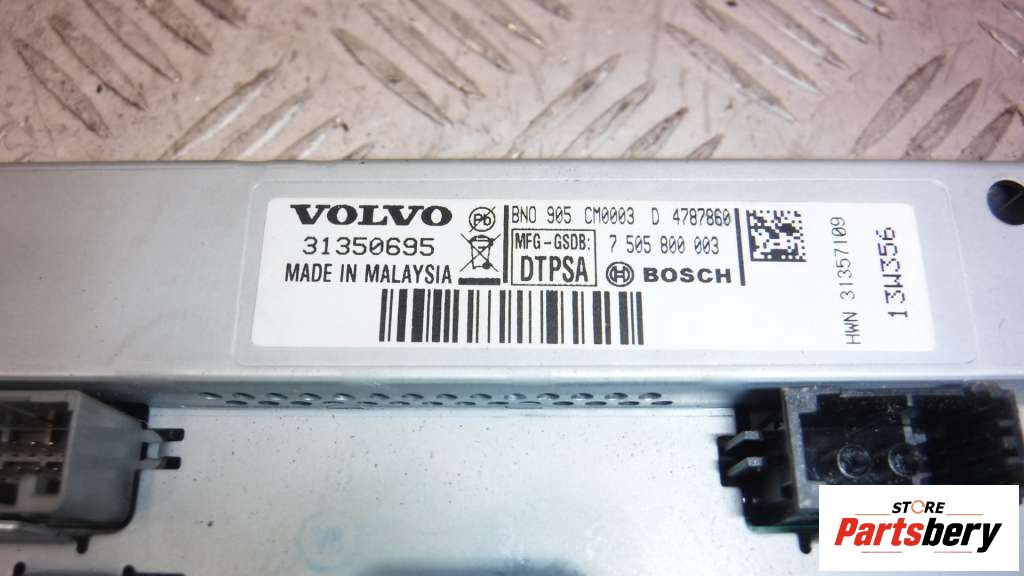 VOLVO
31350695
MADE IN MALAYSIA
Pb
BNO 905 CM0003 D 4787860
MFG-GSDB:
DTPSA
7 505 800 003
BOSCH
HWN 31357109
13W356
STORE
Partsbery